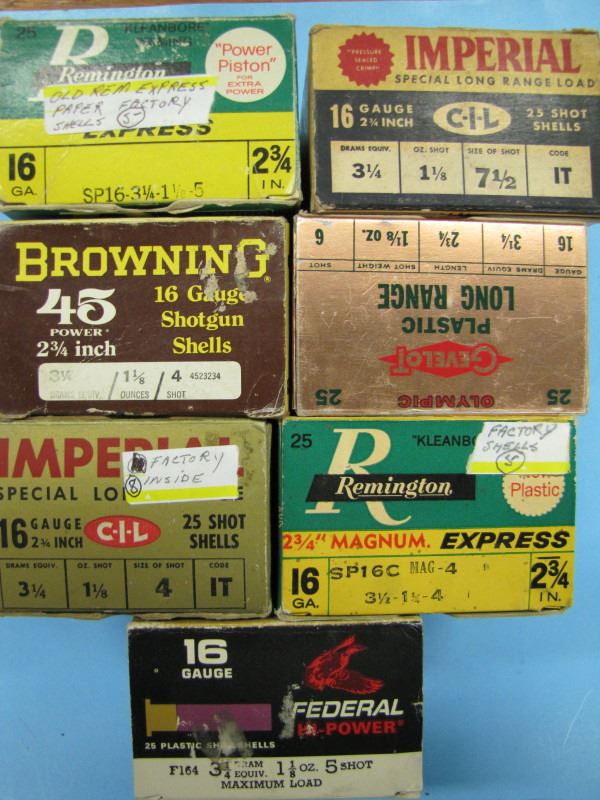 25 "KLEANBORE"
R
Remington
"Power
Piston"
FOR
EXTRA
POWER
OLD REM EXPRESS
PAPER FACTORY
SHELLS 5
EXPRESS
16
GA.
SP16-3¼-1⅛-5
2¾
IN.
"PRESSURE
SEALED
CRIMP"
IMPERIAL
SPECIAL LONG RANGE LOAD
16 GAUGE
2¾ INCH
C-I-L
25 SHOT
SHELLS
DRAMS EQUIV. OZ. SHOT SIZE OF SHOT CODE
3¼ 1⅛ 7½ IT
BROWNING®
45
POWER
2¾ inch
16 Gauge
Shotgun
Shells
3¼ 1⅛ 4 4523234
DRAMS EQUIV. OUNCES SHOT
25 OLYMPIC 25
GEVELOT
PLASTIC
LONG RANGE
GAUGE DRAMS EQUIV LENGTH SHOT WEIGHT SHOT
16 3¼ 2¾ 1⅛ OZ. 6
IMPERIAL
SPECIAL
FACTORY
8 INSIDE
16 GAUGE
2¾ INCH
C-I-L
25 SHOT
SHELLS
DRAMS EQUIV. OZ. SHOT SIZE OF SHOT CODE
3¼ 1⅛ 4 IT
25 "KLEANBO
FACTORY
SHELLS
5
R
Remington
Plastic
2¾" MAGNUM. EXPRESS
16
GA.
SP16C MAG-4
2¾
IN.
16
GAUGE
FEDERAL
HI-POWER®
25 PLASTIC SHOTSHELLS
F164 3¼ DRAM EQUIV. 1⅛ OZ. 5 SHOT
MAXIMUM LOAD